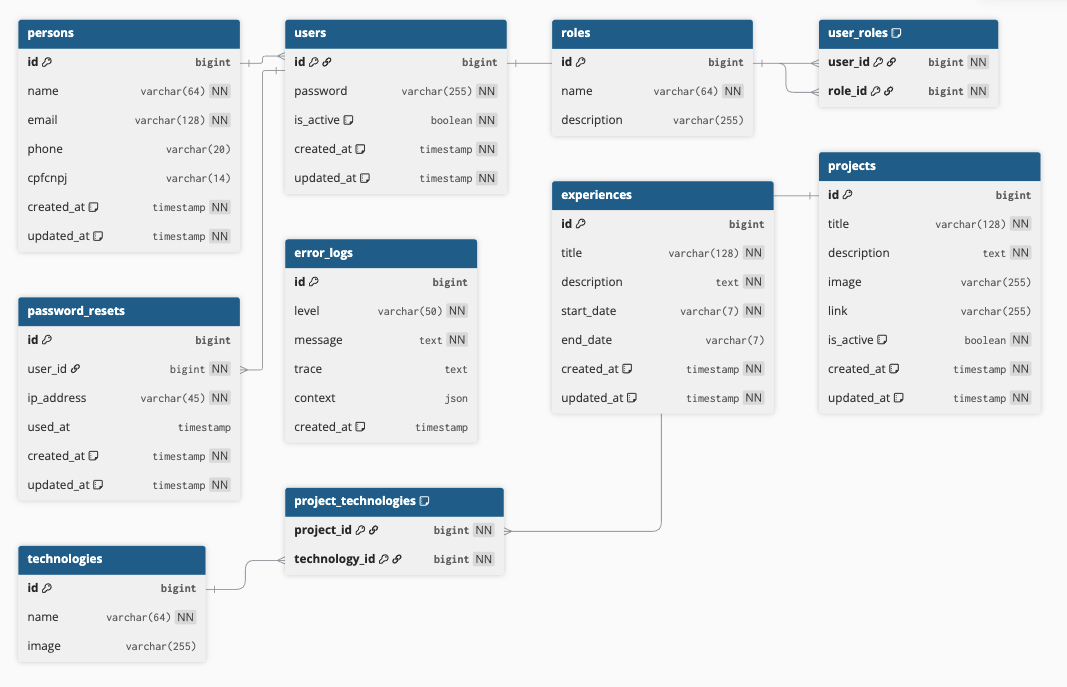 persons
id bigint
name varchar(64) NN
email varchar(128) NN
phone varchar(20)
cpfcnpj varchar(14)
created_at timestamp NN
updated_at timestamp NN
users
id bigint
password varchar(255) NN
is_active boolean NN
created_at timestamp NN
updated_at timestamp NN
roles
id bigint
name varchar(64) NN
description varchar(255)
user_roles
user_id bigint NN
role_id bigint NN
projects
id bigint
title varchar(128) NN
description text NN
image varchar(255)
link varchar(255)
is_active boolean NN
created_at timestamp NN
updated_at timestamp NN
experiences
id bigint
title varchar(128) NN
description text NN
start_date varchar(7) NN
end_date varchar(7)
created_at timestamp NN
updated_at timestamp NN
error_logs
id bigint
level varchar(50) NN
message text NN
trace text
context json
created_at timestamp
password_resets
id bigint
user_id bigint NN
ip_address varchar(45) NN
used_at timestamp
created_at timestamp NN
updated_at timestamp NN
project_technologies
project_id bigint NN
technology_id bigint NN
technologies
id bigint
name varchar(64) NN
image varchar(255)